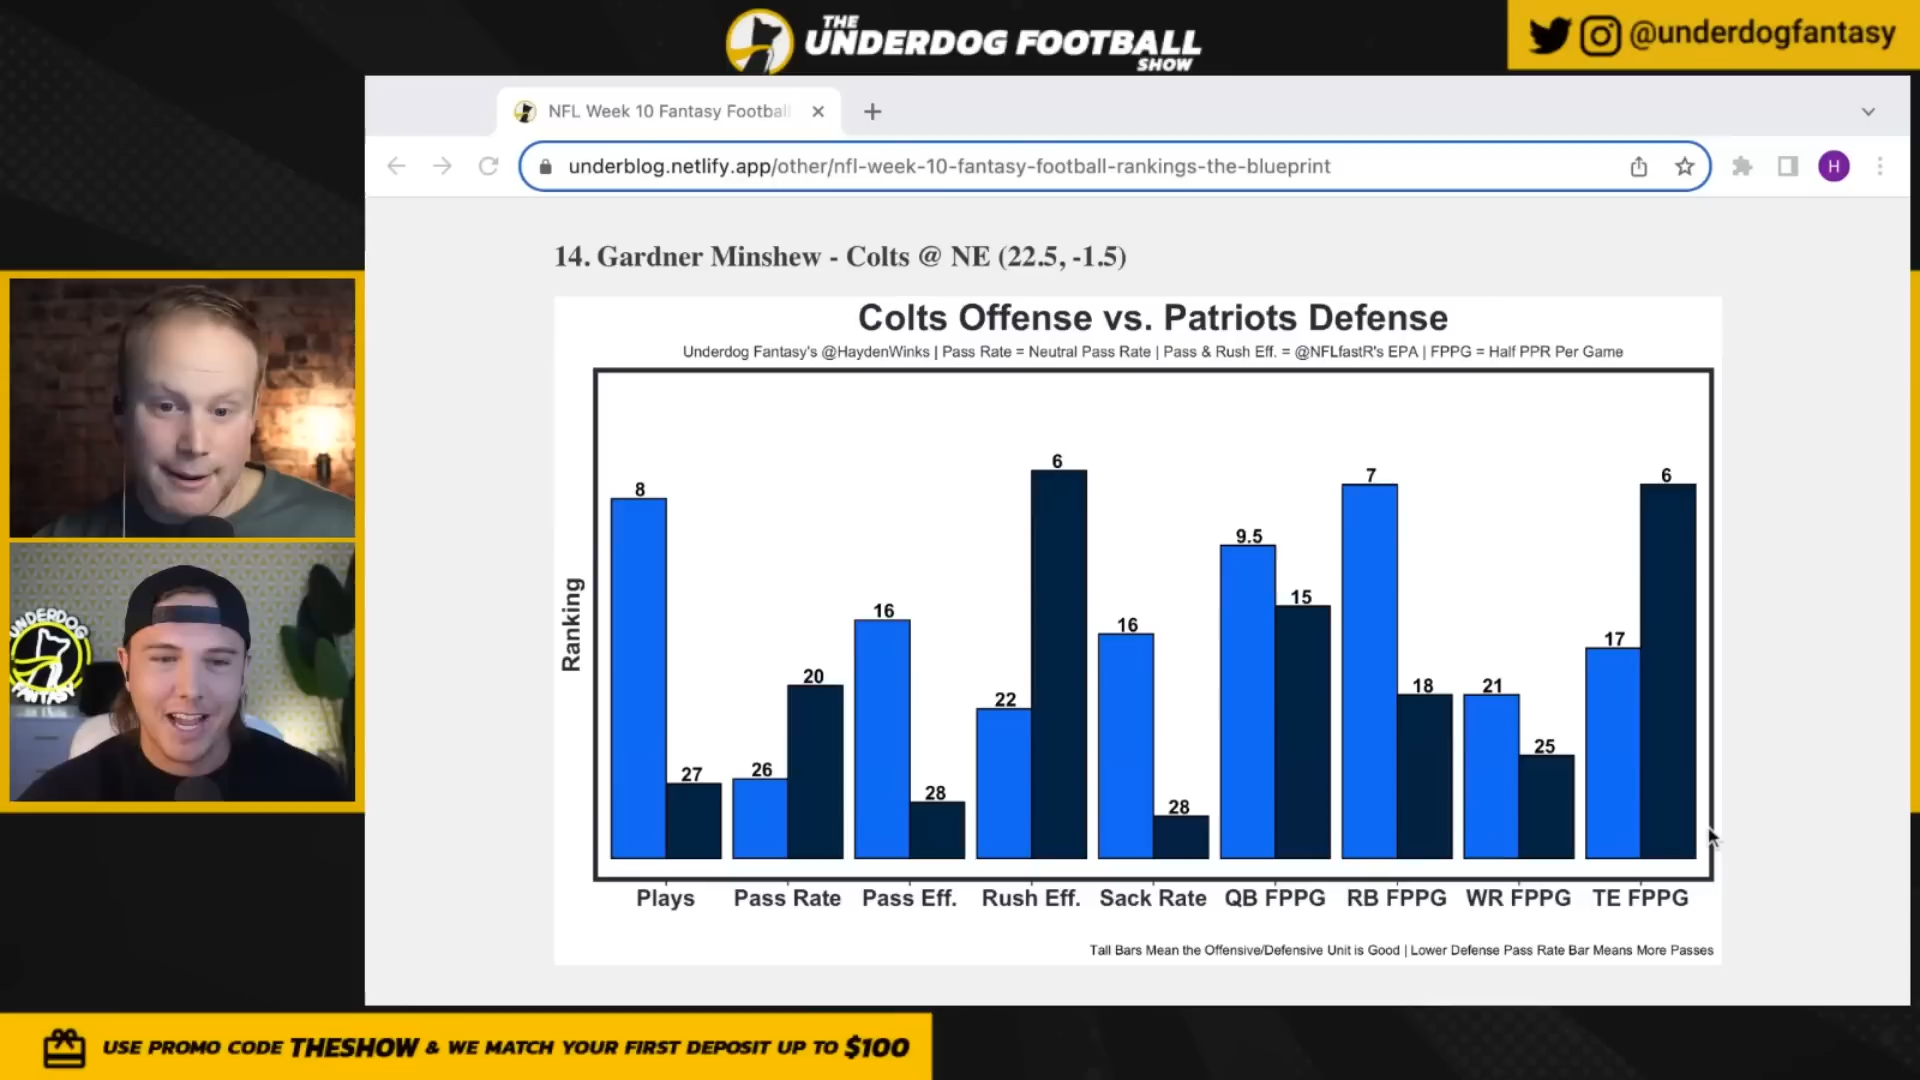 THE
UNDERDOG FOOTBALL
SHOW
@underdogfantasy
NFL Week 10 Fantasy Football
underblog.netlify.app/other/nfl-week-10-fantasy-football-rankings-the-blueprint
H
14. Gardner Minshew - Colts @ NE (22.5, -1.5)
Colts Offense vs. Patriots Defense
Underdog Fantasy's @HaydenWinks | Pass Rate = Neutral Pass Rate | Pass & Rush Eff. = @NFLfastR's EPA | FPPG = Half PPR Per Game
Ranking
8 27 26 20 16 28 22 6 16 28 9.5 15 7 18 21 25 17 6
Plays Pass Rate Pass Eff. Rush Eff. Sack Rate QB FPPG RB FPPG WR FPPG TE FPPG
Tall Bars Mean the Offensive/Defensive Unit is Good | Lower Defense Pass Rate Bar Means More Passes
UNDERDOG
FANTASY
USE PROMO CODE THESHOW & WE MATCH YOUR FIRST DEPOSIT UP TO $100